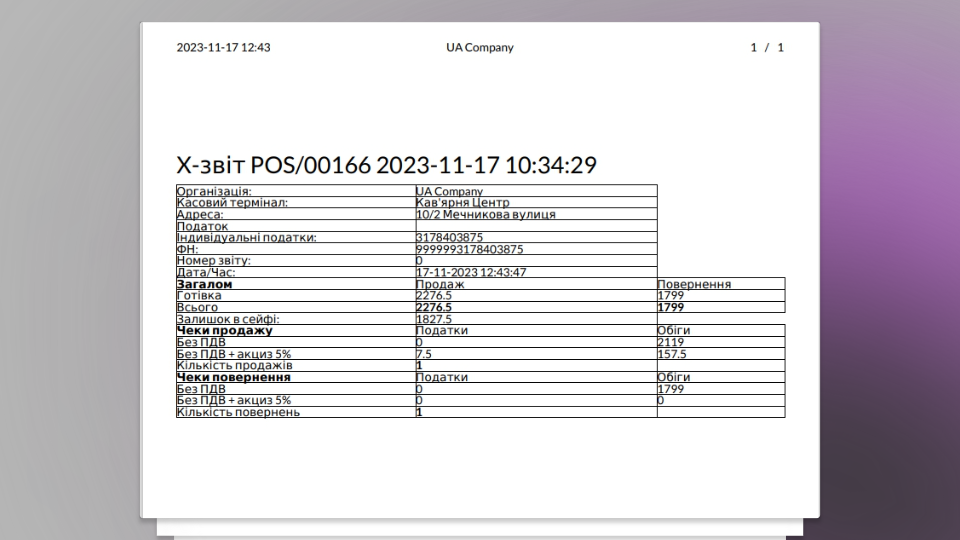 2023-11-17 12:43 UA Company 1 / 1
X-звіт POS/00166 2023-11-17 10:34:29
Організація: UA Company
Касовий термінал: Кав'ярня Центр
Адреса: 10/2 Мечникова вулиця
Податок
Індивідуальні податки: 3178403875
ФН: 9999993178403875
Номер звіту: 0
Дата/Час: 17-11-2023 12:43:47
Загалом Продаж Повернення
Готівка 2276.5 1799
Всього 2276.5 1799
Залишок в сейфі: 1827.5
Чеки продажу Податки Обіги
Без ПДВ 0 2119
Без ПДВ + акциз 5% 7.5 157.5
Кількість продажів 1
Чеки повернення Податки Обіги
Без ПДВ 0 1799
Без ПДВ + акциз 5% 0 0
Кількість повернень 1